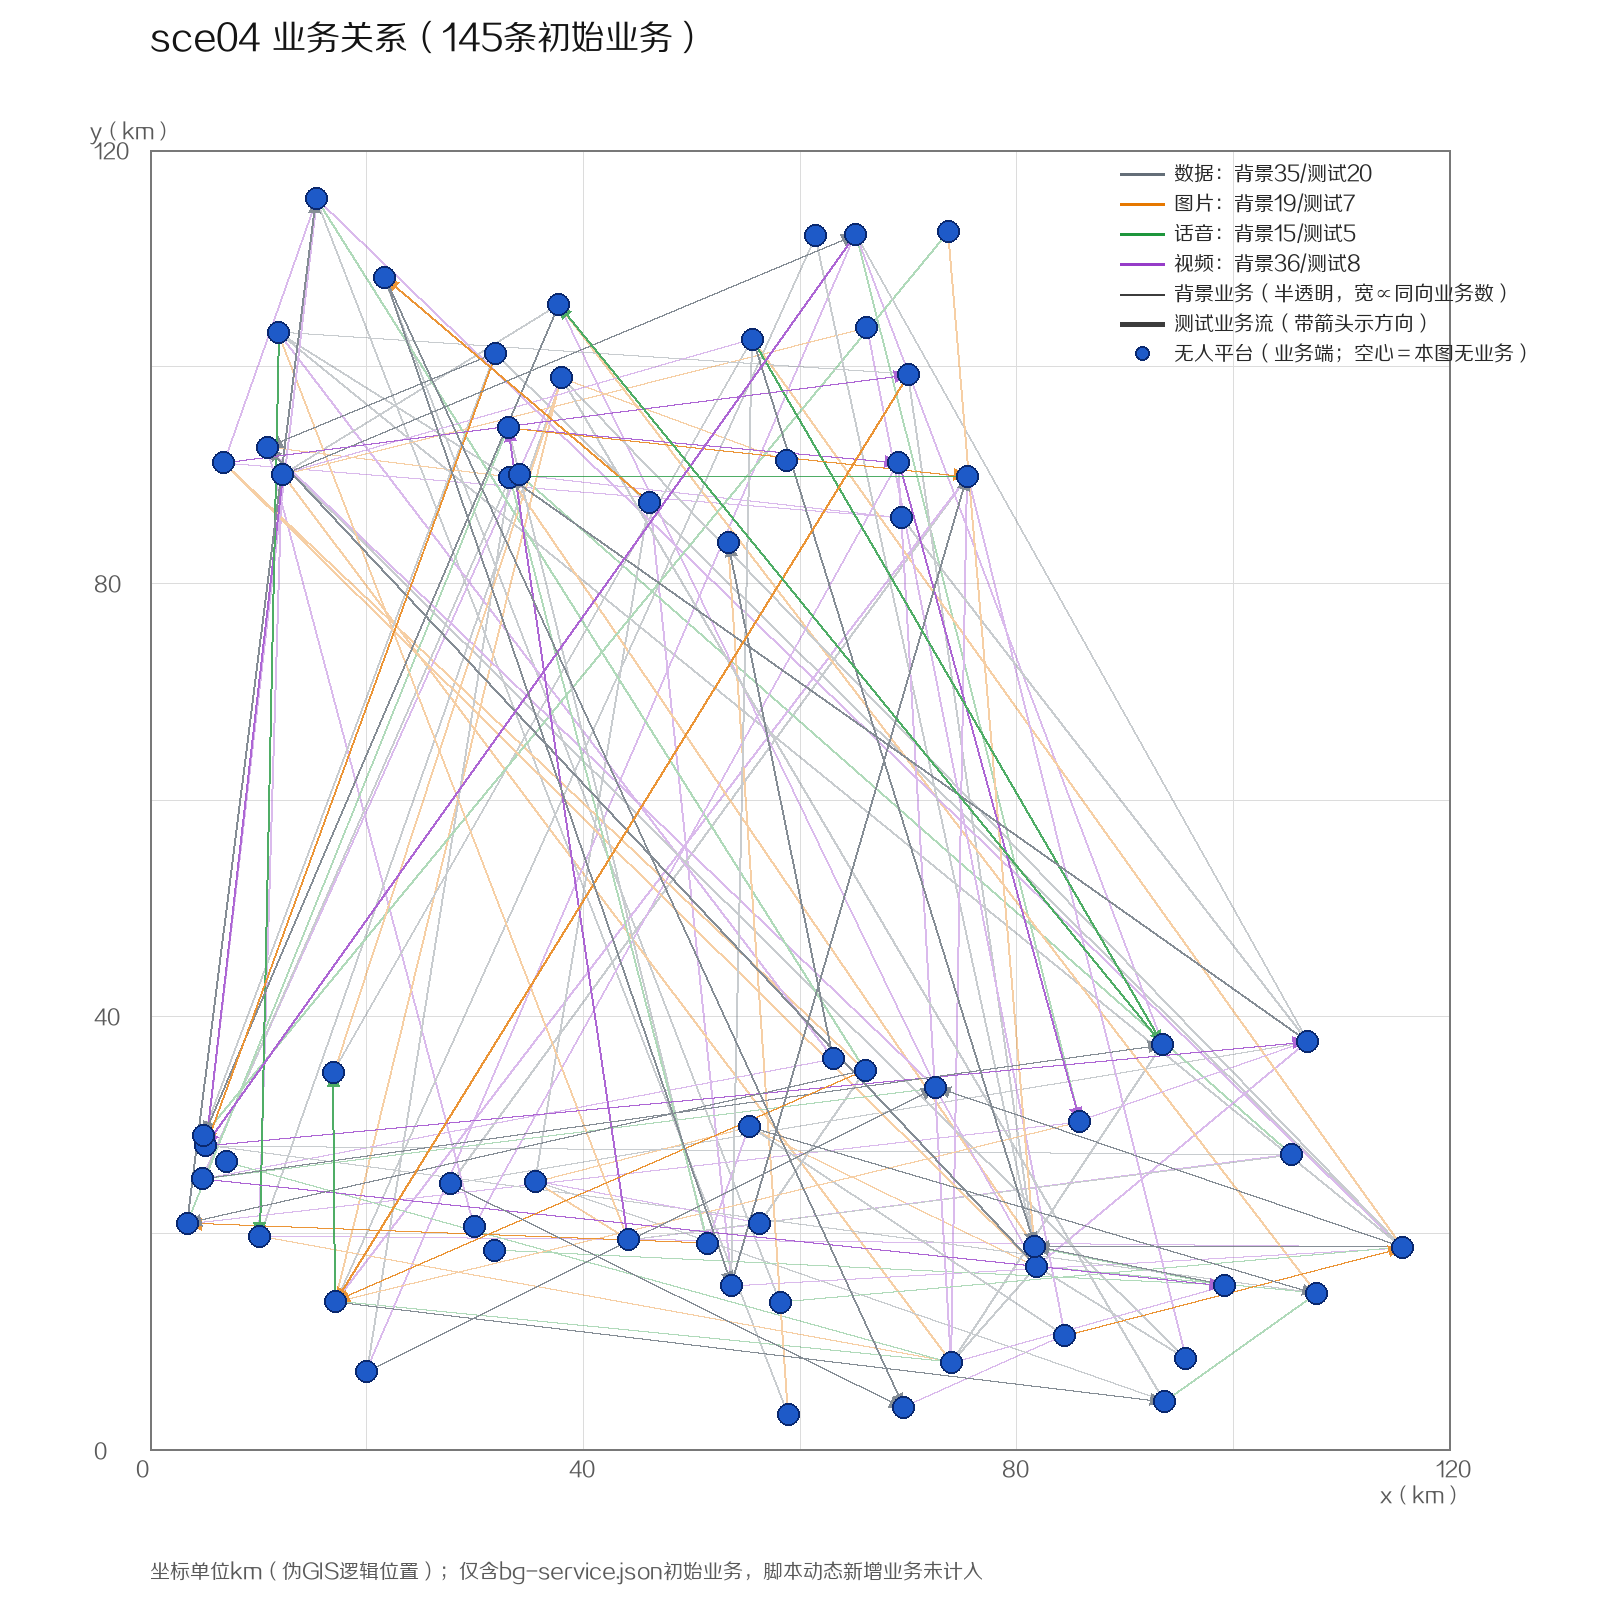 sce04 业务关系（145条初始业务）
y（km）
120
数据：背景35/测试20
图片：背景19/测试7
话音：背景15/测试5
视频：背景36/测试8
背景业务（半透明，宽∝同向业务数）
测试业务流（带箭头示方向）
无人平台（业务端；空心＝本图无业务）
80
40
0
0
40
80
120
x（km）
坐标单位km（伪GIS逻辑位置）；仅含bg-service.json初始业务，脚本动态新增业务未计入